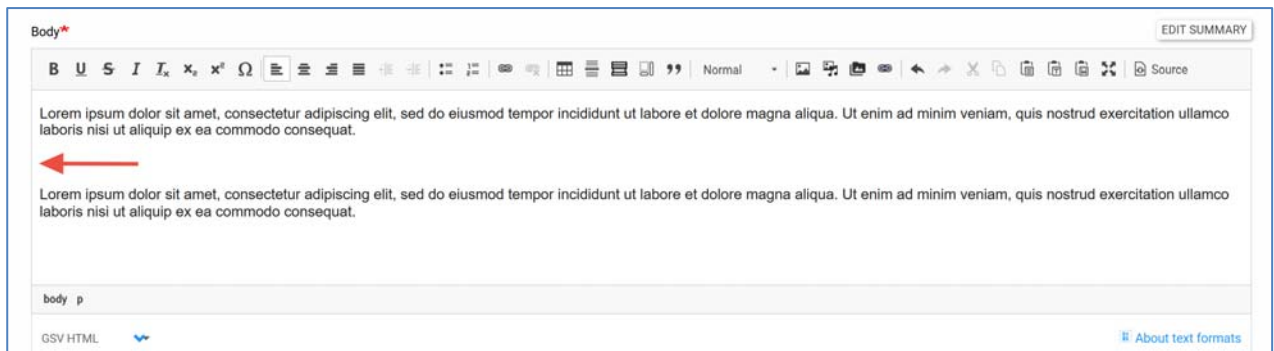 Body*
EDIT SUMMARY
B U S I Ix x₂ x² Ω Normal Source
Lorem ipsum dolor sit amet, consectetur adipiscing elit, sed do eiusmod tempor incididunt ut labore et dolore magna aliqua. Ut enim ad minim veniam, quis nostrud exercitation ullamco
laboris nisi ut aliquip ex ea commodo consequat.
Lorem ipsum dolor sit amet, consectetur adipiscing elit, sed do eiusmod tempor incididunt ut labore et dolore magna aliqua. Ut enim ad minim veniam, quis nostrud exercitation ullamco
laboris nisi ut aliquip ex ea commodo consequat.
body p
GSV HTML
About text formats